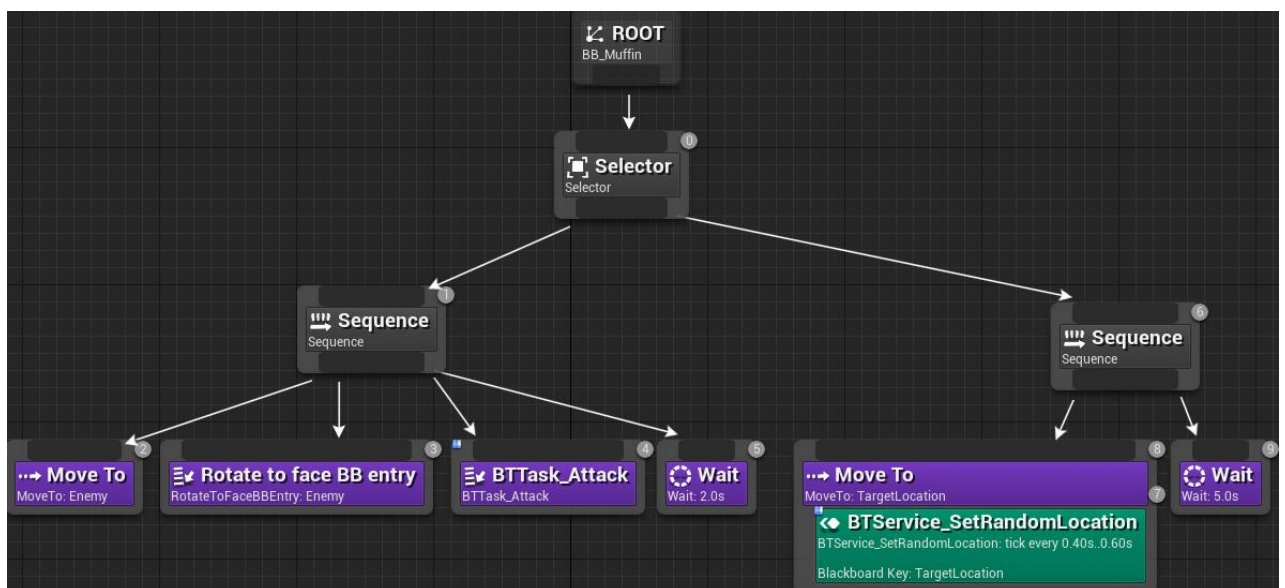 ROOT
BB_Muffin
0
Selector
Selector
1
Sequence
Sequence
6
Sequence
Sequence
2
Move To
MoveTo: Enemy
3
Rotate to face BB entry
RotateToFaceBBEntry: Enemy
4
BTTask_Attack
BTTask_Attack
5
Wait
Wait: 2.0s
8
Move To
MoveTo: TargetLocation
7
BTService_SetRandomLocation
BTService_SetRandomLocation: tick every 0.40s..0.60s
Blackboard Key: TargetLocation
9
Wait
Wait: 5.0s